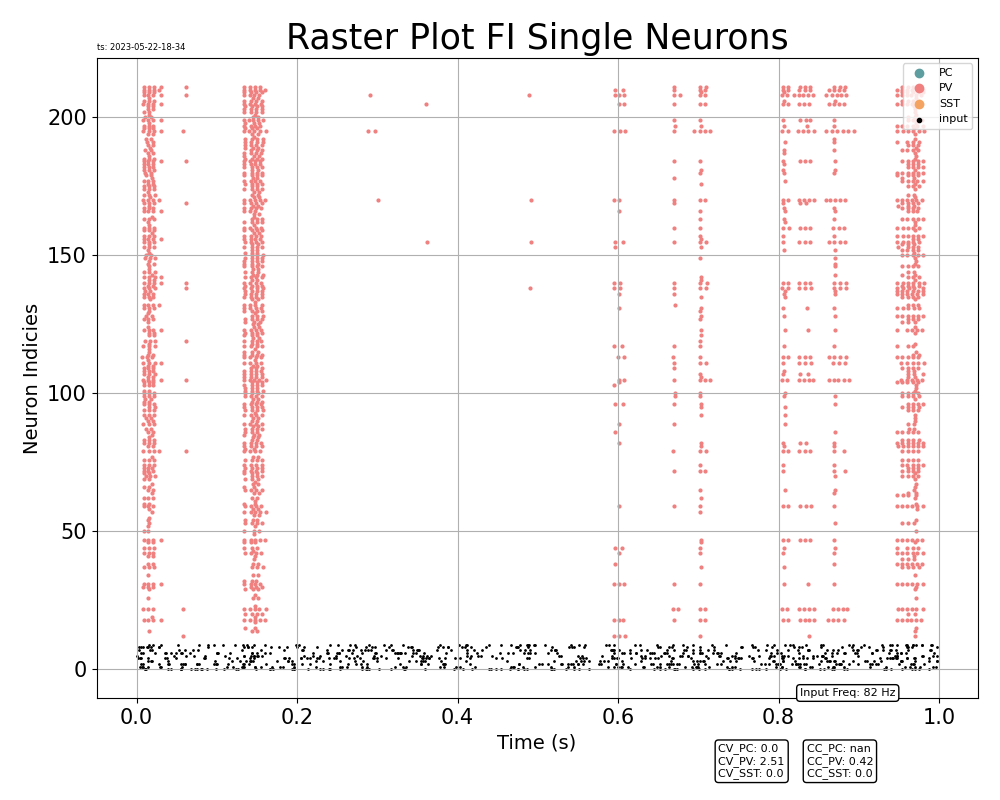 Raster Plot FI Single Neurons
ts: 2023-05-22-18-34
PC
PV
SST
input
200
150
100
50
0
Neuron Indicies
Input Freq: 82 Hz
0.0 0.2 0.4 0.6 0.8 1.0
Time (s)
CV_PC: 0.0
CV_PV: 2.51
CV_SST: 0.0
CC_PC: nan
CC_PV: 0.42
CC_SST: 0.0